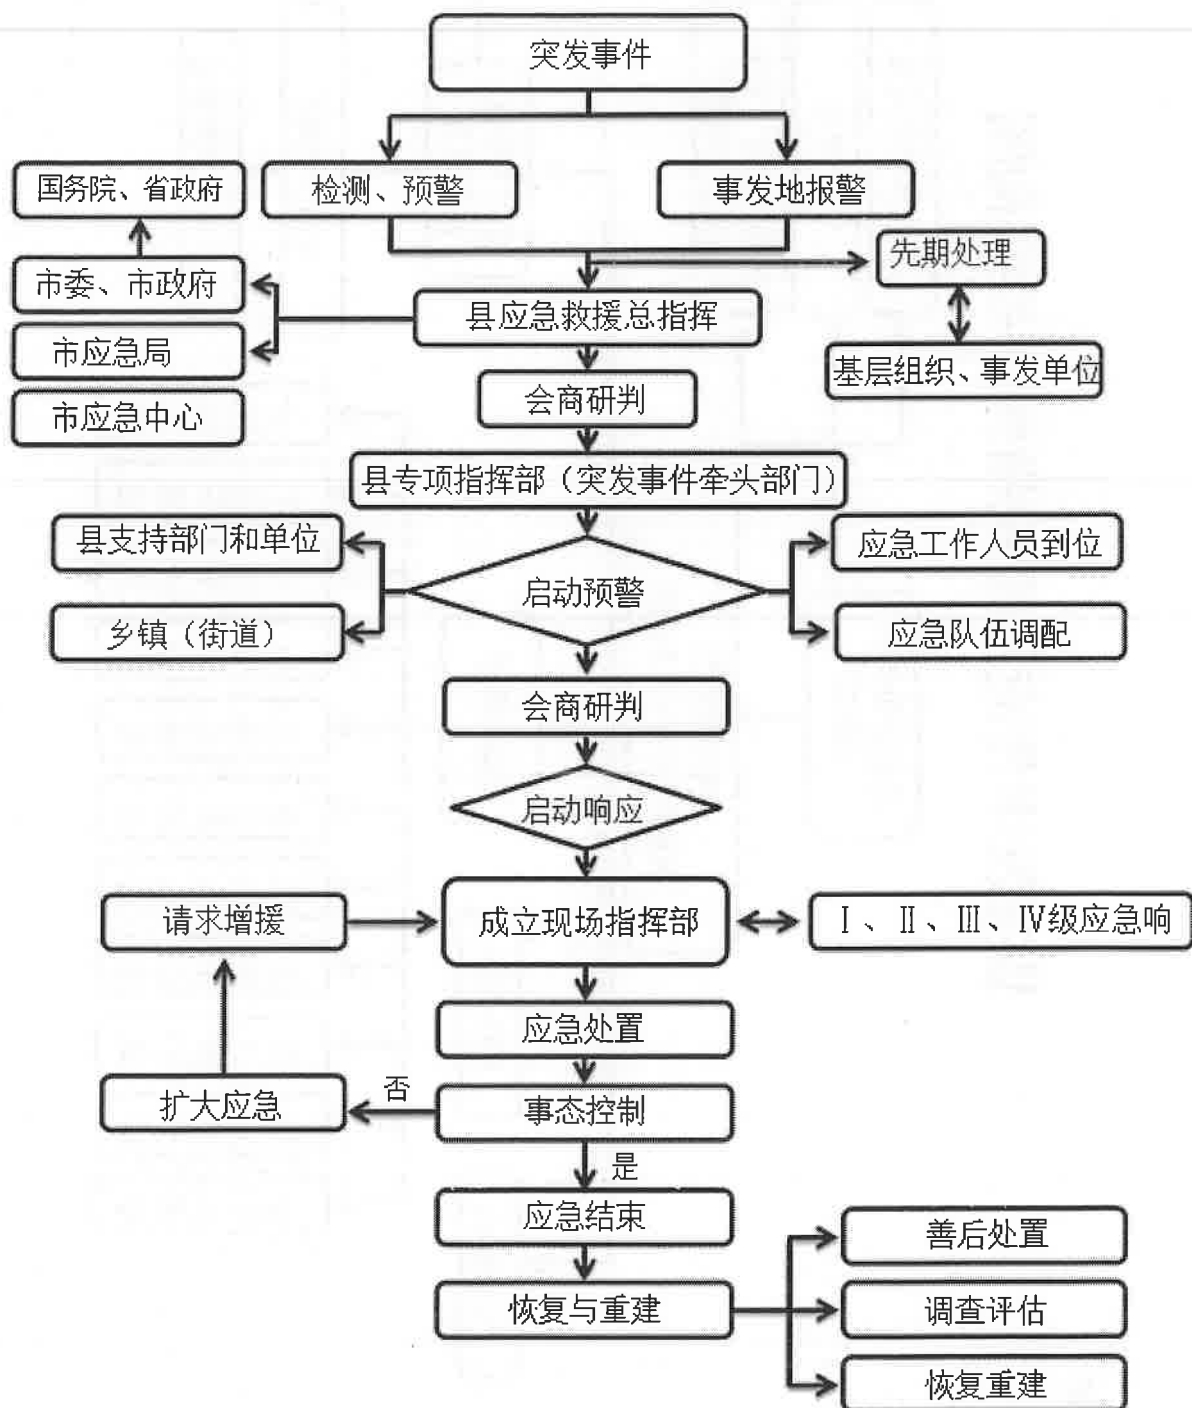 突发事件
国务院、省政府
检测、预警
事发地报警
市委、市政府
先期处理
县应急救援总指挥
市应急局
基层组织、事发单位
会商研判
市应急中心
县专项指挥部（突发事件牵头部门）
县支持部门和单位
应急工作人员到位
启动预警
乡镇（街道）
应急队伍调配
会商研判
启动响应
请求增援
成立现场指挥部
Ⅰ、Ⅱ、Ⅲ、Ⅳ级应急响
应急处置
扩大应急
否
事态控制
是
应急结束
善后处置
恢复与重建
调查评估
恢复重建